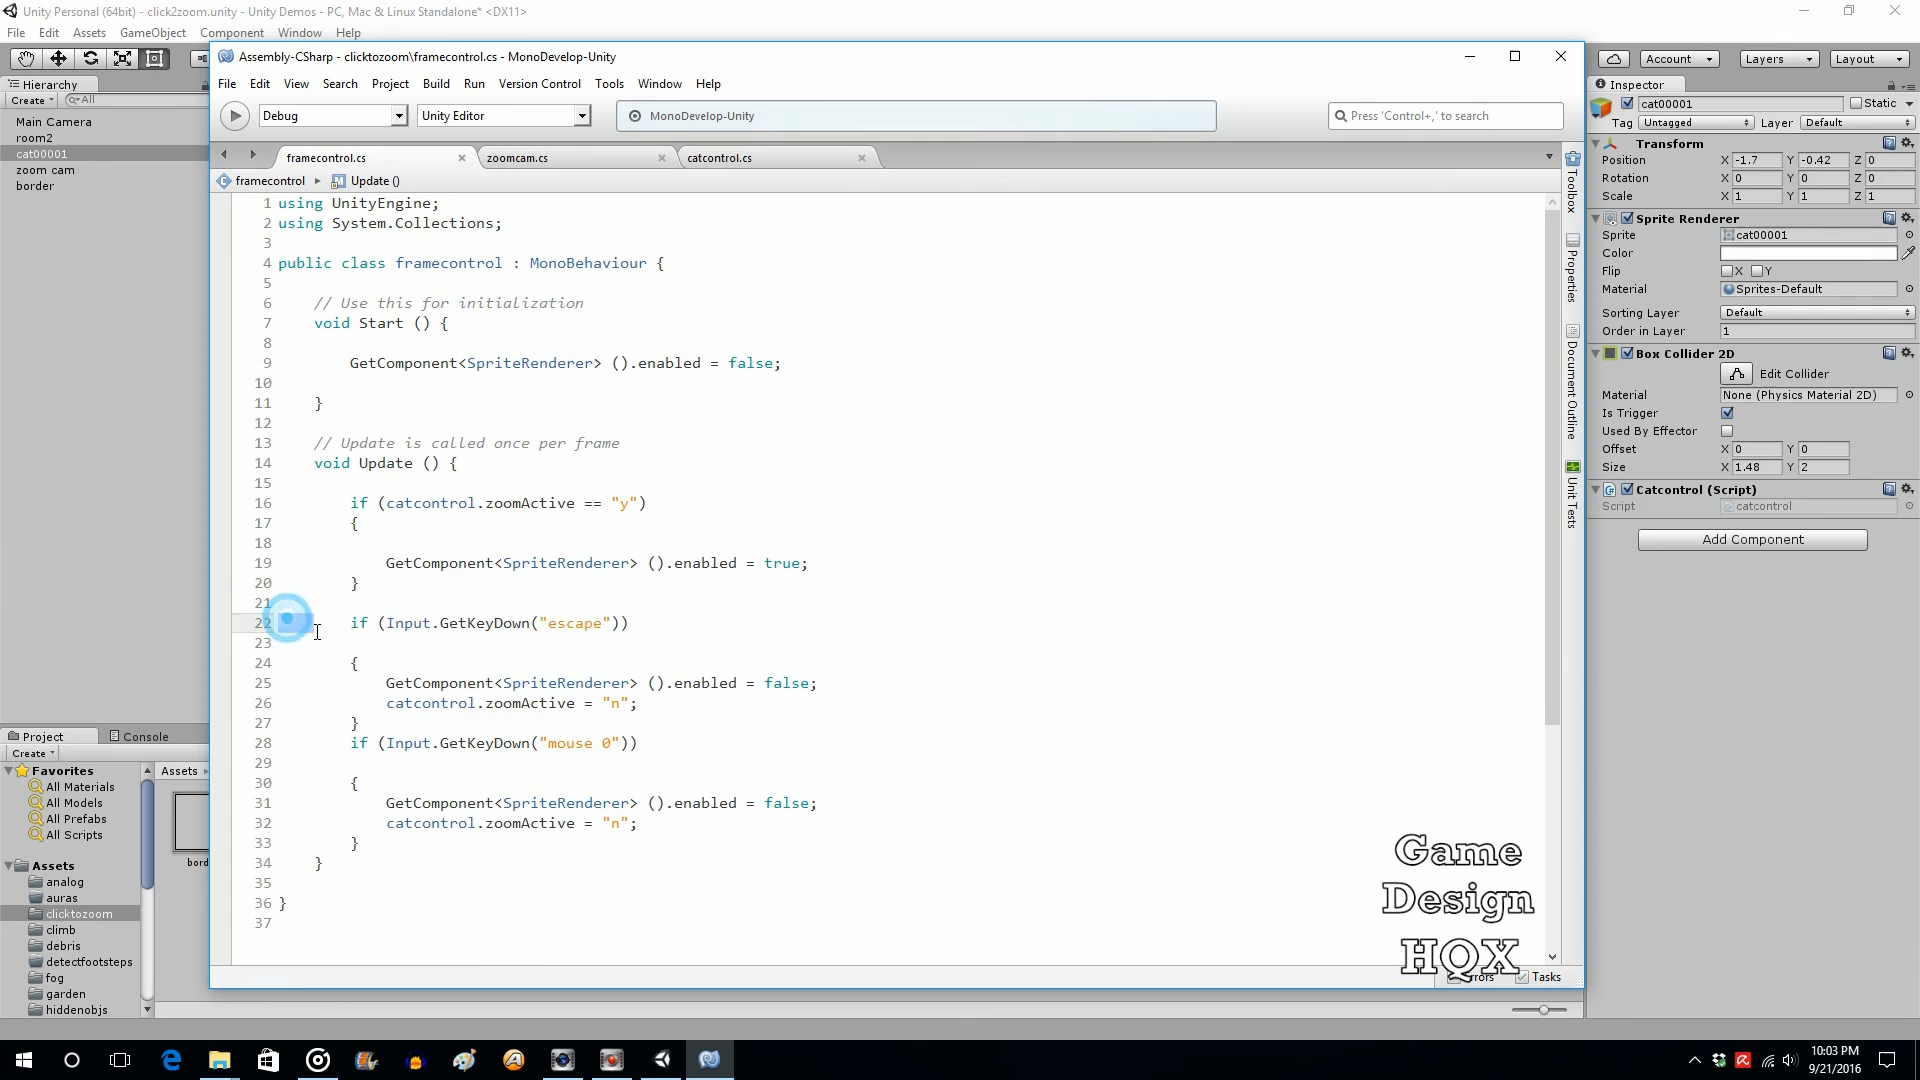 Unity Personal (64bit) - click2zoom.unity - Unity Demos - PC, Mac & Linux Standalone* <DX11>
File Edit Assets GameObject Component Window Help
Account Layers Layout
Hierarchy
Create All
Main Camera
room2
cat00001
zoom cam
border
Assembly-CSharp - clicktozoom\framecontrol.cs - MonoDevelop-Unity
File Edit View Search Project Build Run Version Control Tools Window Help
Debug Unity Editor MonoDevelop-Unity Press 'Control+,' to search
framecontrol.cs zoomcam.cs catcontrol.cs
framecontrol Update ()
1 using UnityEngine;
2 using System.Collections;
3
4 public class framecontrol : MonoBehaviour {
5
6 // Use this for initialization
7 void Start () {
8
9 GetComponent<SpriteRenderer> ().enabled = false;
10
11 }
12
13 // Update is called once per frame
14 void Update () {
15
16 if (catcontrol.zoomActive == "y")
17 {
18
19 GetComponent<SpriteRenderer> ().enabled = true;
20 }
21
22 if (Input.GetKeyDown("escape"))
23
24 {
25 GetComponent<SpriteRenderer> ().enabled = false;
26 catcontrol.zoomActive = "n";
27 }
28 if (Input.GetKeyDown("mouse 0"))
29
30 {
31 GetComponent<SpriteRenderer> ().enabled = false;
32 catcontrol.zoomActive = "n";
33 }
34 }
35
36 }
37
Toolbox
Properties
Document Outline
Unit Tests
Tasks
Inspector
cat00001 Static
Tag Untagged Layer Default
Transform
Position X -1.7 Y -0.42 Z 0
Rotation X 0 Y 0 Z 0
Scale X 1 Y 1 Z 1
Sprite Renderer
Sprite cat00001
Color
Flip X Y
Material Sprites-Default
Sorting Layer Default
Order in Layer 1
Box Collider 2D
Edit Collider
Material None (Physics Material 2D)
Is Trigger
Used By Effector
Offset X 0 Y 0
Size X 1.48 Y 2
Catcontrol (Script)
Script catcontrol
Add Component
Project Console
Create
Favorites
All Materials
All Models
All Prefabs
All Scripts
Assets
analog
auras
clicktozoom
climb
debris
detectfootsteps
fog
garden
hiddenobjs
Assets
bord
Game
Design
HQX
10:03 PM
9/21/2016